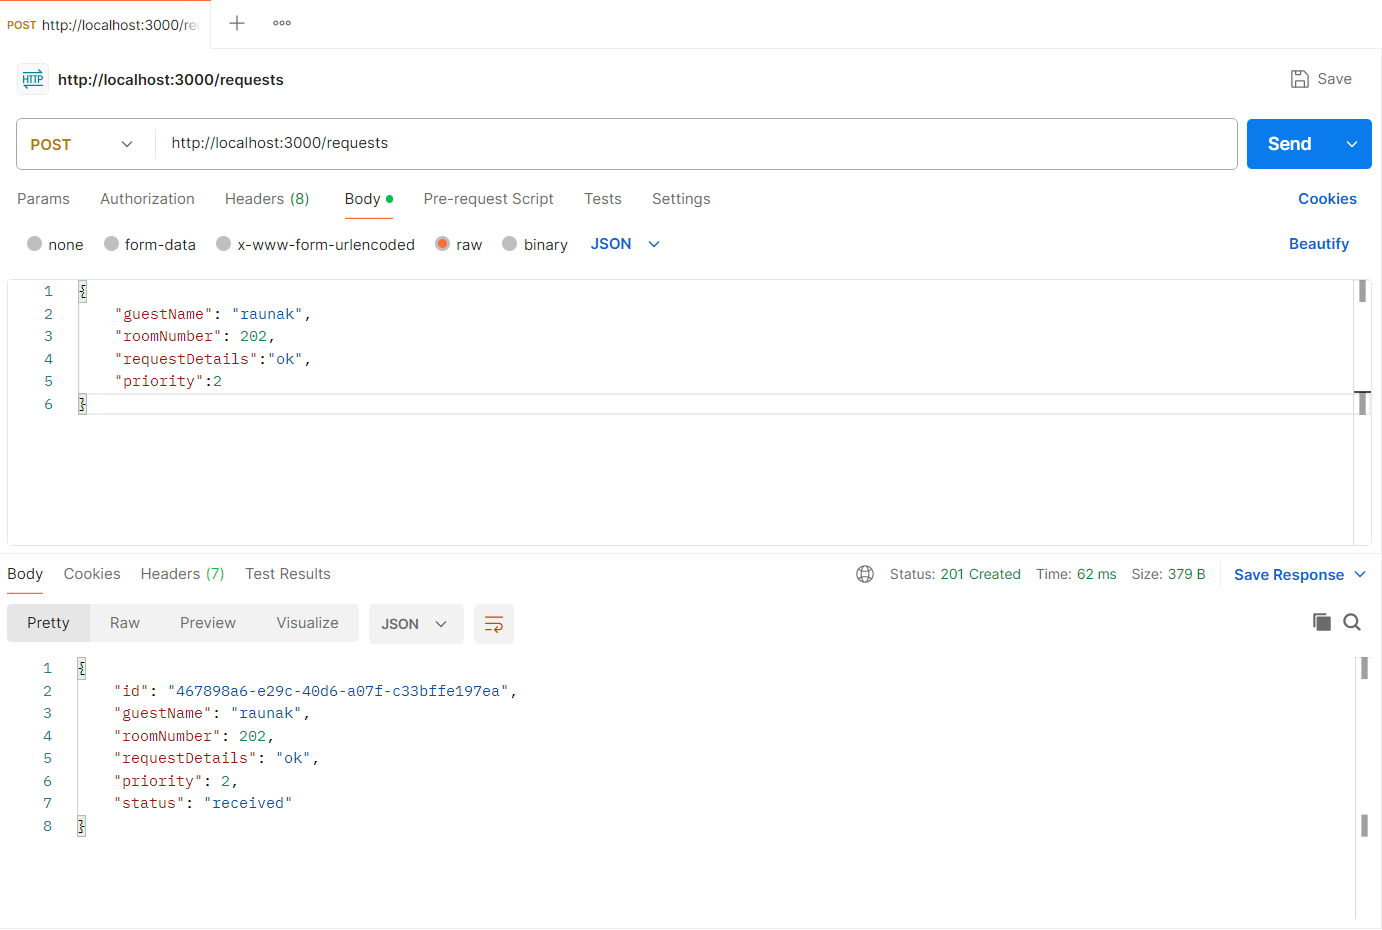 POST http://localhost:3000/re
http://localhost:3000/requests
Save
POST http://localhost:3000/requests Send
Params Authorization Headers (8) Body Pre-request Script Tests Settings Cookies
none form-data x-www-form-urlencoded raw binary JSON Beautify
1 {
2 "guestName": "raunak",
3 "roomNumber": 202,
4 "requestDetails":"ok",
5 "priority":2
6 }
Body Cookies Headers (7) Test Results Status: 201 Created Time: 62 ms Size: 379 B Save Response
Pretty Raw Preview Visualize JSON
1 {
2 "id": "467898a6-e29c-40d6-a07f-c33bffe197ea",
3 "guestName": "raunak",
4 "roomNumber": 202,
5 "requestDetails": "ok",
6 "priority": 2,
7 "status": "received"
8 }